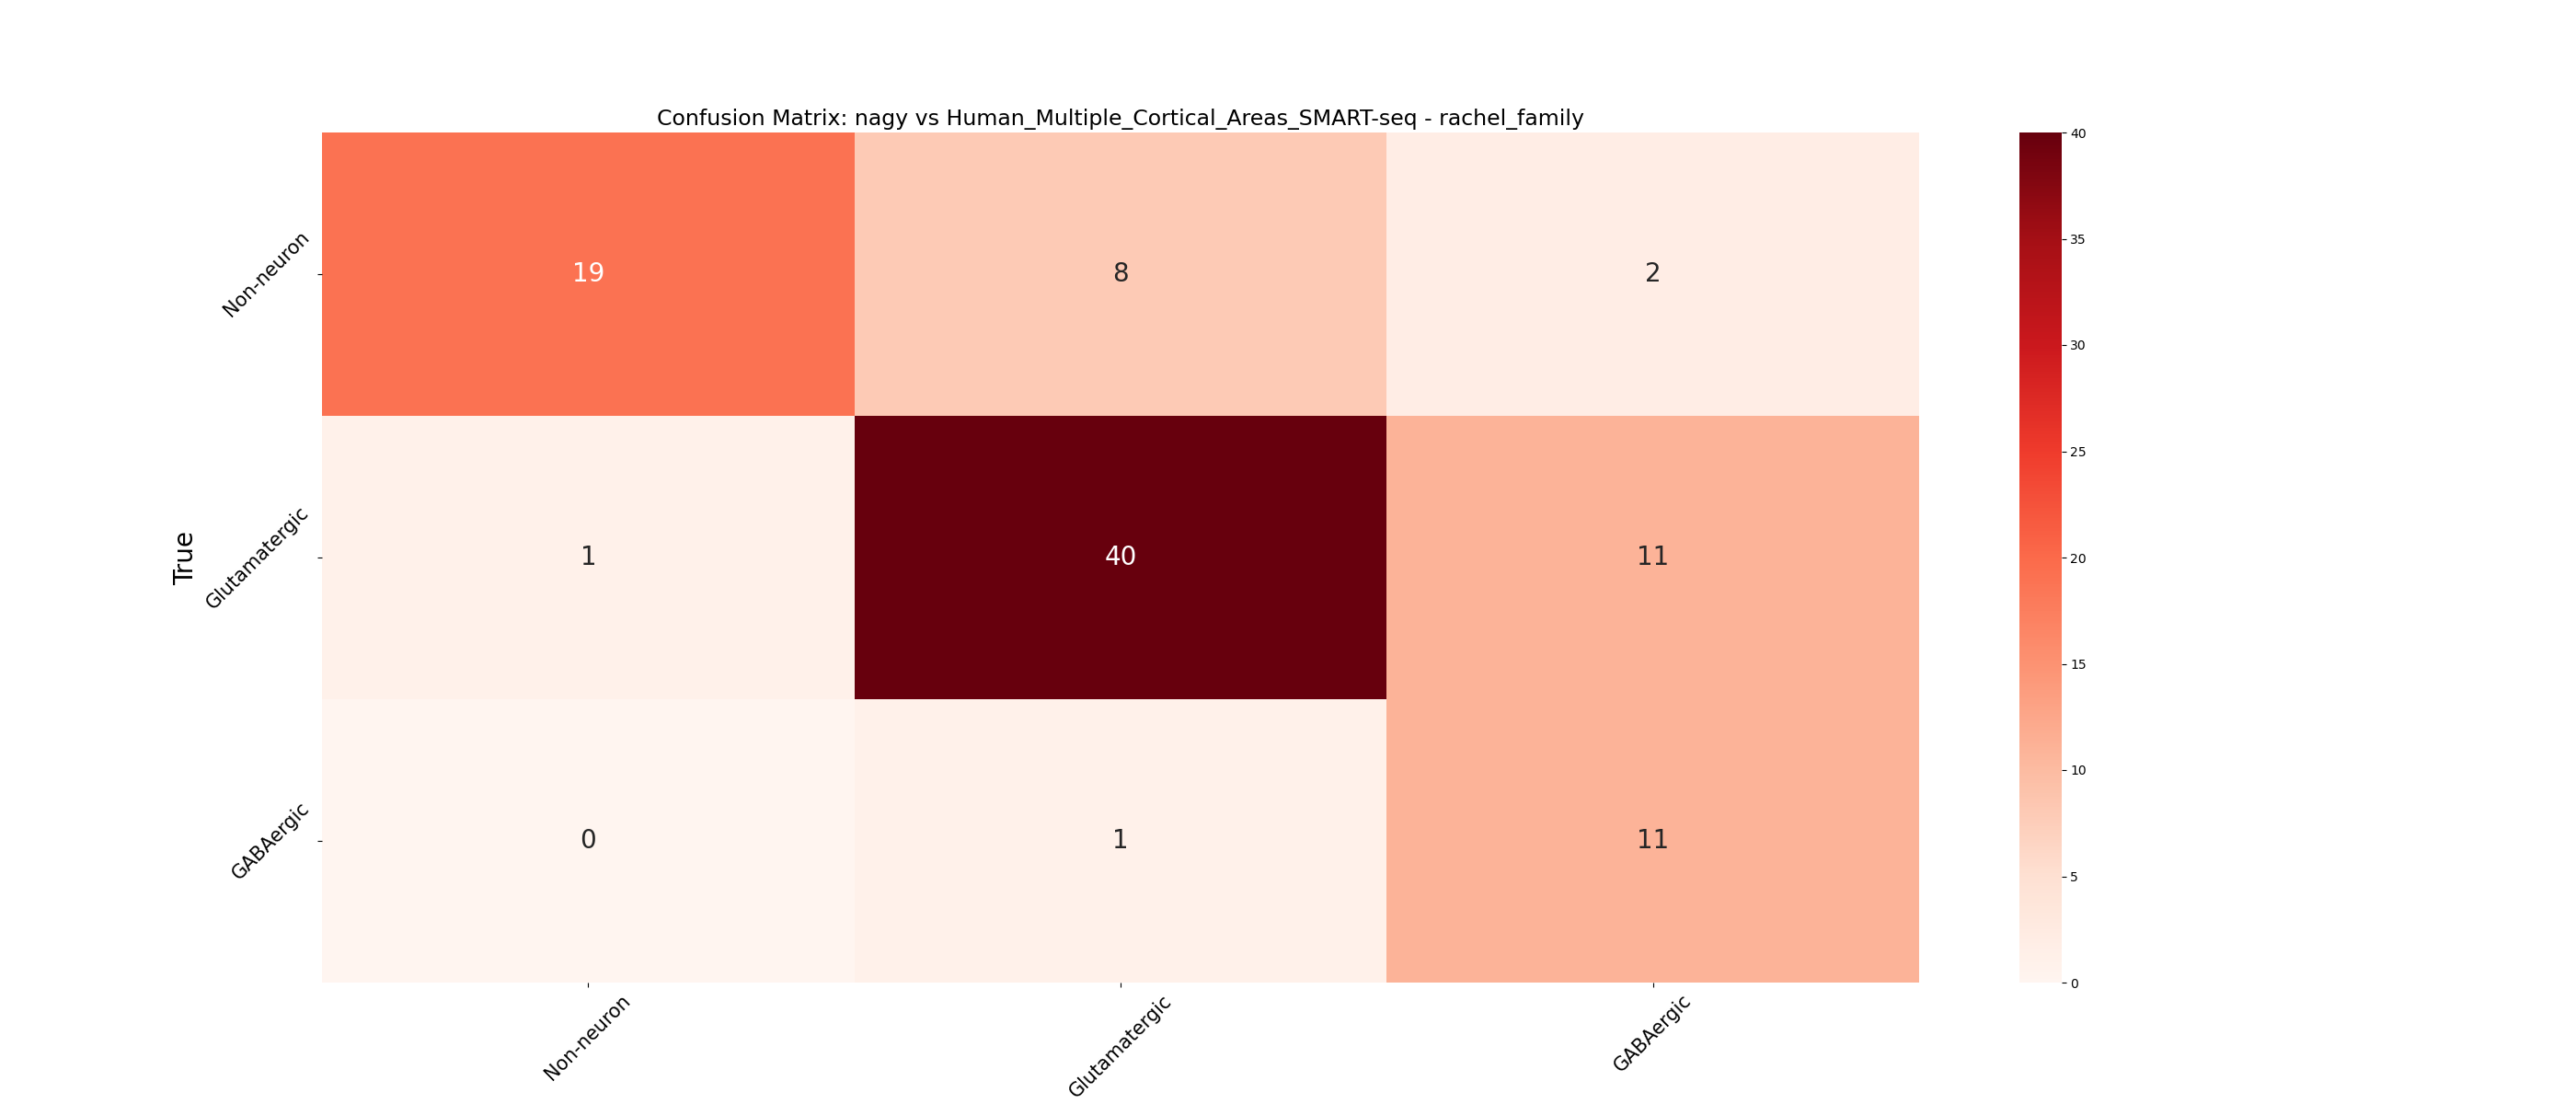 Confusion Matrix: nagy vs Human_Multiple_Cortical_Areas_SMART-seq - rachel_family
True
Non-neuron
19
8
2
Glutamatergic
1
40
11
GABAergic
0
1
11
Non-neuron
Glutamatergic
GABAergic
40
35
30
25
20
15
10
5
0